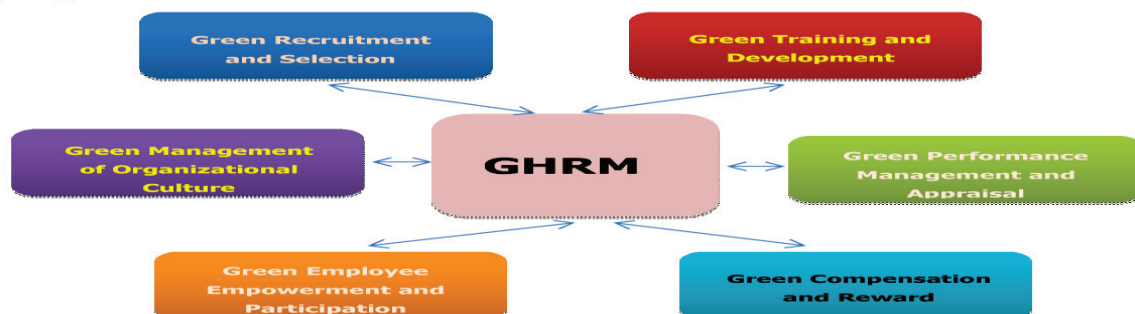 Green Recruitment
and Selection
Green Training and
Development
Green Management
of Organizational
Culture
GHRM
Green Performance
Management and
Appraisal
Green Employee
Empowerment and
Participation
Green Compensation
and Reward